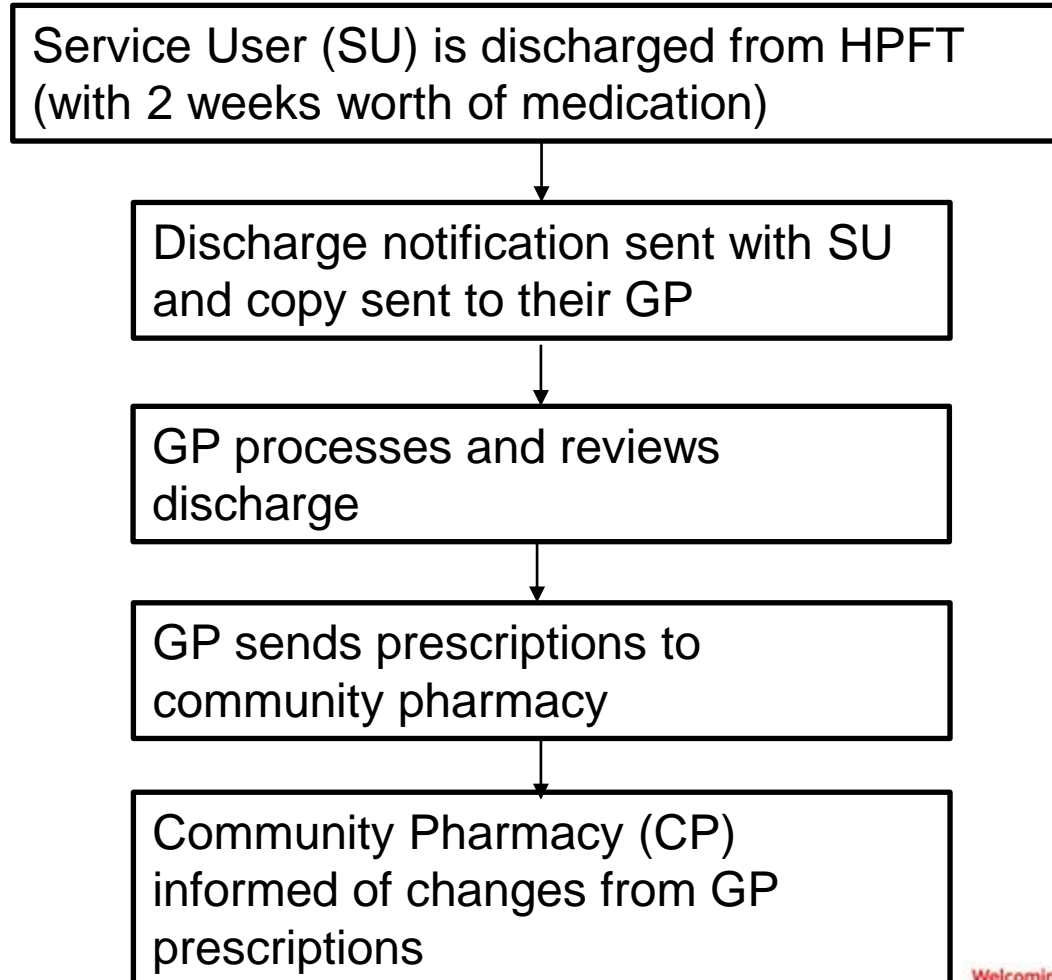 Service User (SU) is discharged from HPFT
(with 2 weeks worth of medication)
Discharge notification sent with SU
and copy sent to their GP
GP processes and reviews
discharge
GP sends prescriptions to
community pharmacy
Community Pharmacy (CP)
informed of changes from GP
prescriptions